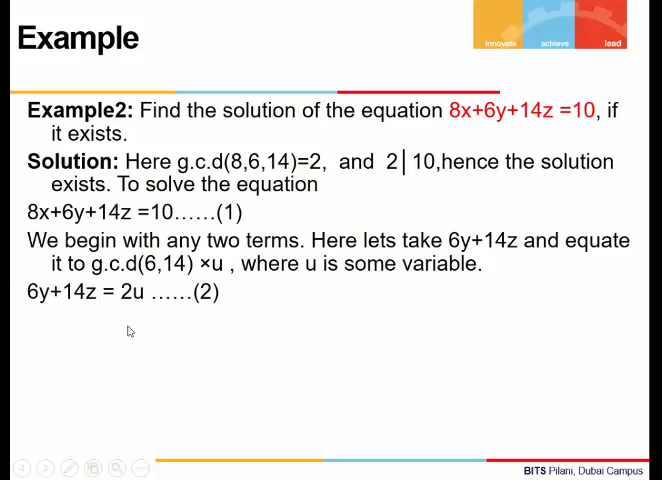 Example
innovate achieve lead
Example2: Find the solution of the equation 8x+6y+14z =10, if
it exists.
Solution: Here g.c.d(8,6,14)=2, and 2│10,hence the solution
exists. To solve the equation
8x+6y+14z =10……(1)
We begin with any two terms. Here lets take 6y+14z and equate
it to g.c.d(6,14) ×u , where u is some variable.
6y+14z = 2u ……(2)
BITS Pilani, Dubai Campus